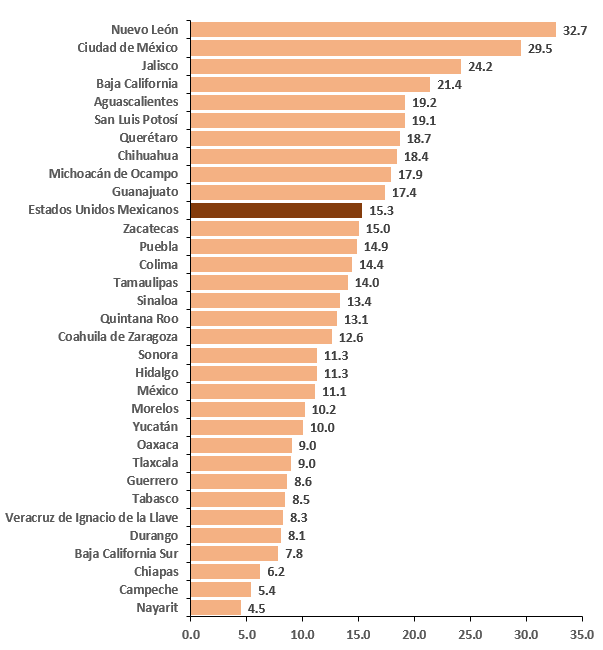 Nuevo León 32.7
Ciudad de México 29.5
Jalisco 24.2
Baja California 21.4
Aguascalientes 19.2
San Luis Potosí 19.1
Querétaro 18.7
Chihuahua 18.4
Michoacán de Ocampo 17.9
Guanajuato 17.4
Estados Unidos Mexicanos 15.3
Zacatecas 15.0
Puebla 14.9
Colima 14.4
Tamaulipas 14.0
Sinaloa 13.4
Quintana Roo 13.1
Coahuila de Zaragoza 12.6
Sonora 11.3
Hidalgo 11.3
México 11.1
Morelos 10.2
Yucatán 10.0
Oaxaca 9.0
Tlaxcala 9.0
Guerrero 8.6
Tabasco 8.5
Veracruz de Ignacio de la Llave 8.3
Durango 8.1
Baja California Sur 7.8
Chiapas 6.2
Campeche 5.4
Nayarit 4.5
0.0 5.0 10.0 15.0 20.0 25.0 30.0 35.0